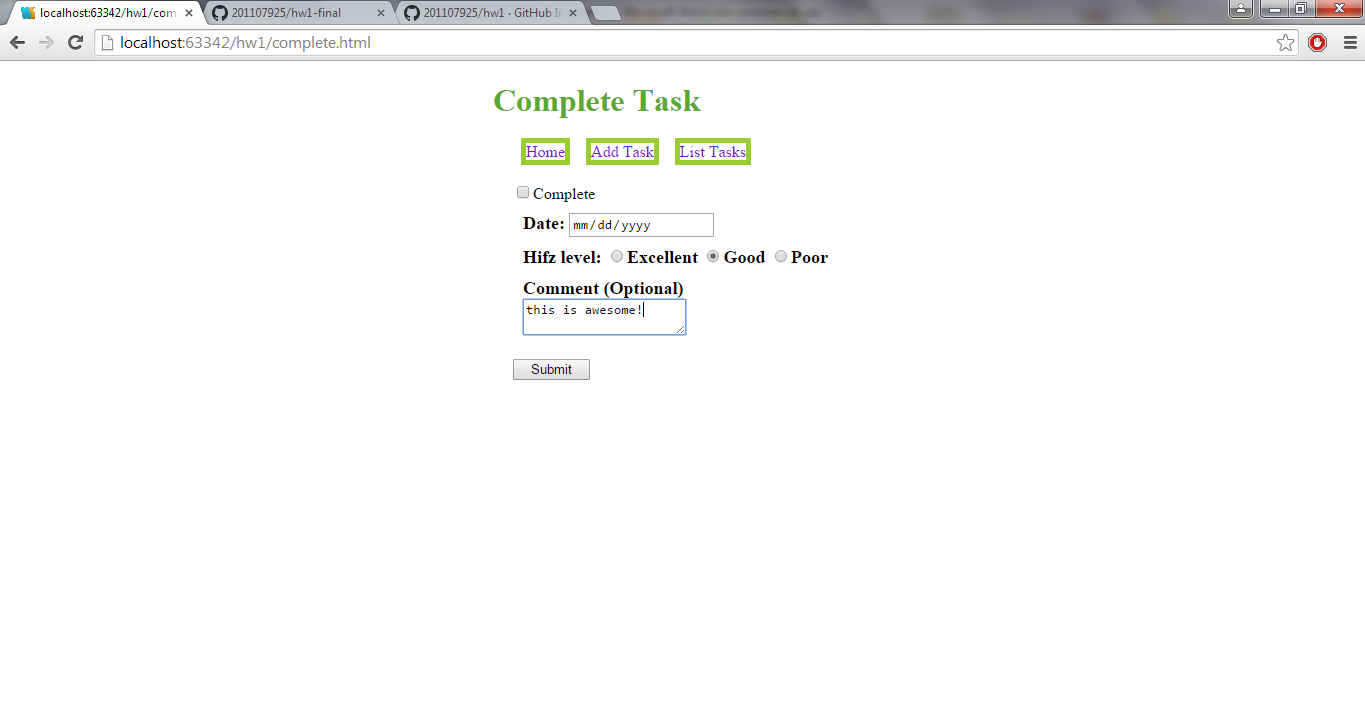 localhost:63342/hw1/com
201107925/hw1-final
201107925/hw1 · GitHub
localhost:63342/hw1/complete.html
Complete Task
Home Add Task List Tasks
Complete
Date: mm/dd/yyyy
Hifz level: Excellent Good Poor
Comment (Optional)
this is awesome!
Submit